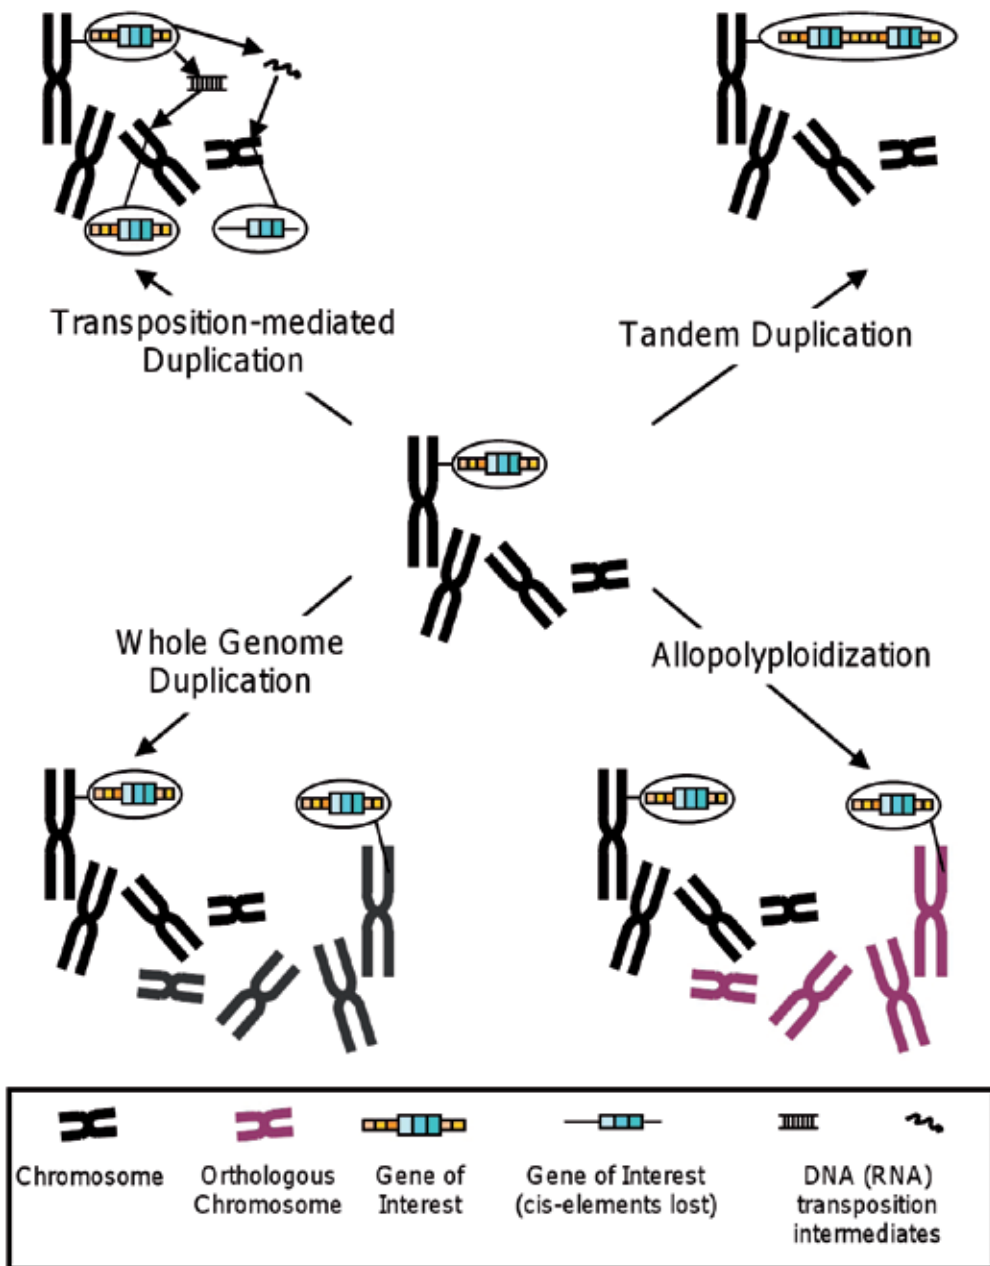 Transposition-mediated
Duplication
Tandem Duplication
Whole Genome
Duplication
Allopolyploidization
Chromosome
Orthologous
Chromosome
Gene of
Interest
Gene of Interest
(cis-elements lost)
DNA (RNA)
transposition
intermediates